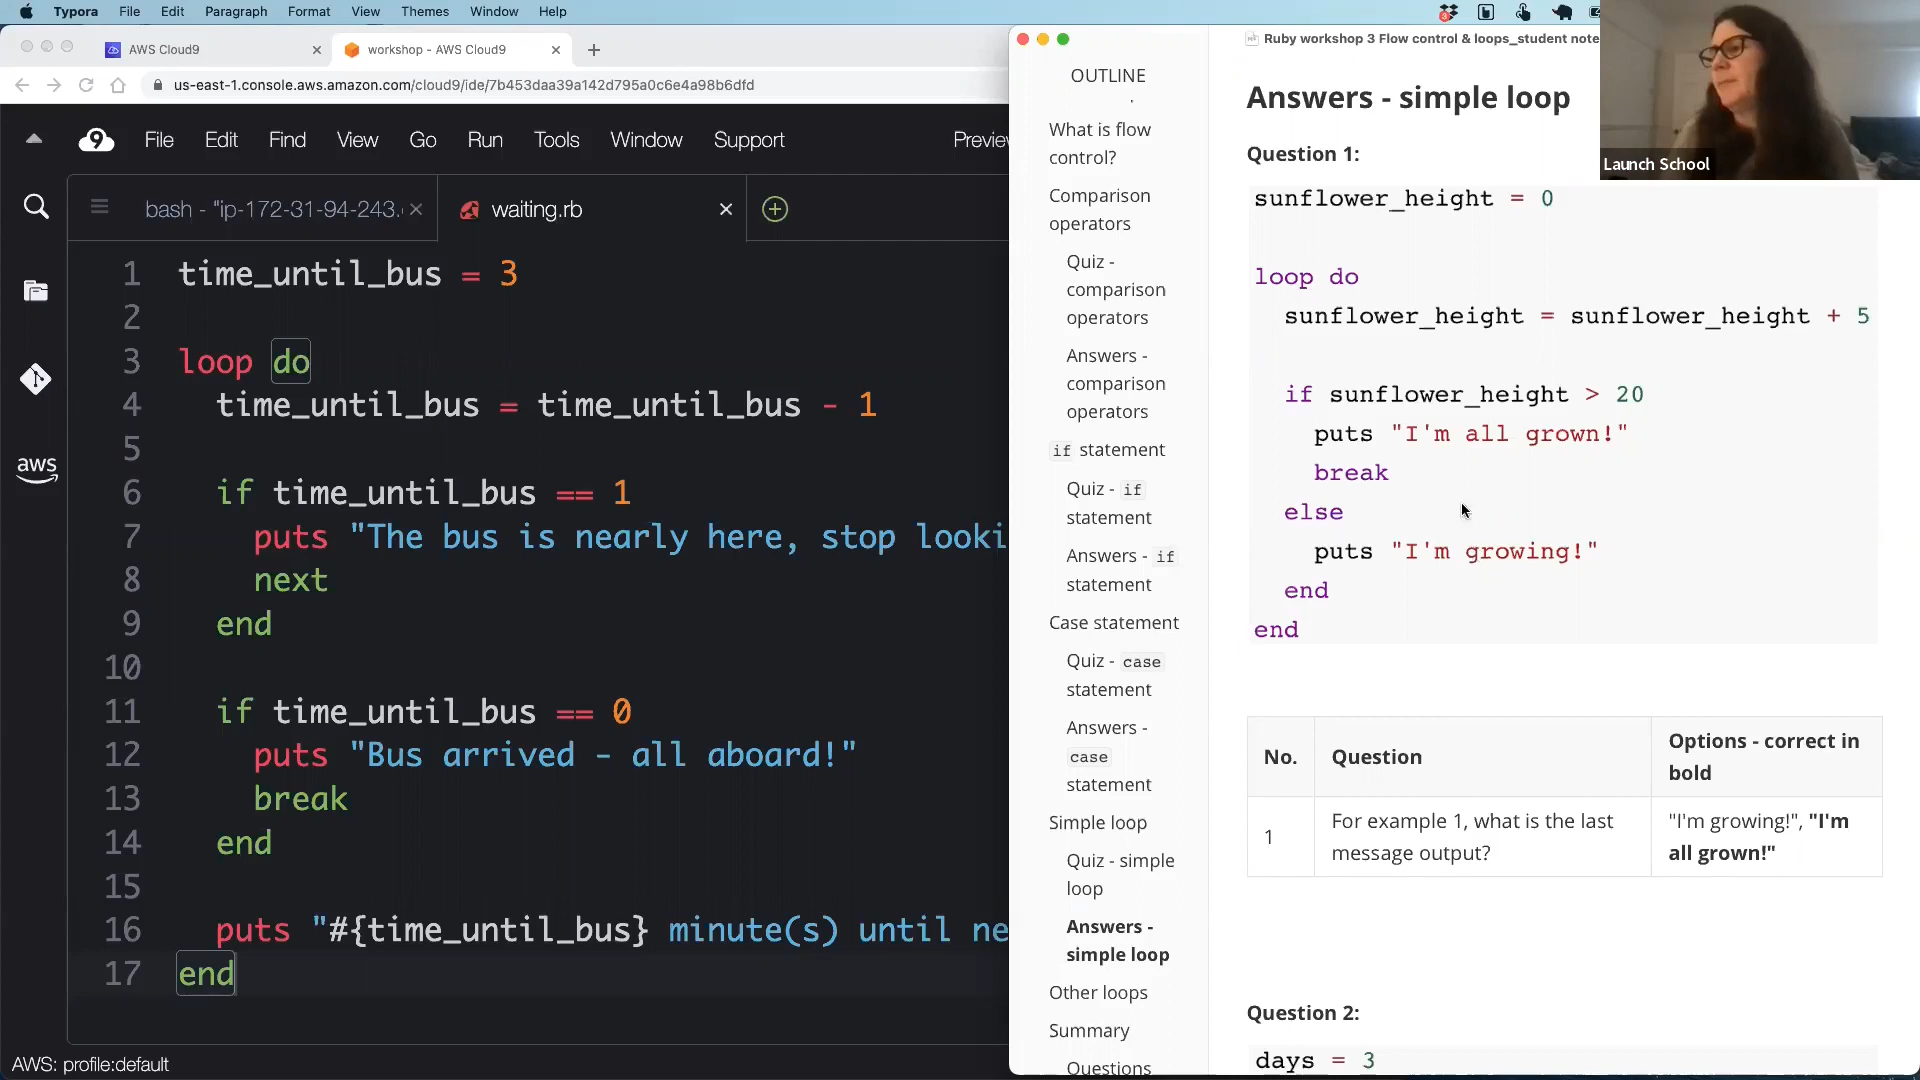 Typora File Edit Paragraph Format View Themes Window Help
3
AWS Cloud9
workshop - AWS Cloud9
us-east-1.console.aws.amazon.com/cloud9/ide/7b453daa39a142d795a0c6e4a98b6dfd
9 File Edit Find View Go Run Tools Window Support Preview
bash - "ip-172-31-94-243.
waiting.rb
aws
1 time_until_bus = 3
2
3 loop do
4 time_until_bus = time_until_bus - 1
5
6 if time_until_bus == 1
7 puts "The bus is nearly here, stop looki
8 next
9 end
10
11 if time_until_bus == 0
12 puts "Bus arrived - all aboard!"
13 break
14 end
15
16 puts "#{time_until_bus} minute(s) until ne
17 end
AWS: profile:default
Ruby workshop 3 Flow control & loops_student note
OUTLINE
What is flow
control?
Comparison
operators
Quiz -
comparison
operators
Answers -
comparison
operators
if statement
Quiz - if
statement
Answers - if
statement
Case statement
Quiz - case
statement
Answers -
case
statement
Simple loop
Quiz - simple
loop
Answers -
simple loop
Other loops
Summary
Questions
Answers - simple loop
Question 1:
sunflower_height = 0
loop do
sunflower_height = sunflower_height + 5
if sunflower_height > 20
puts "I'm all grown!"
break
else
puts "I'm growing!"
end
end
No. Question Options - correct in
bold
1 For example 1, what is the last "I'm growing!", "I'm
message output? all grown!"
Question 2:
days = 3
Launch School